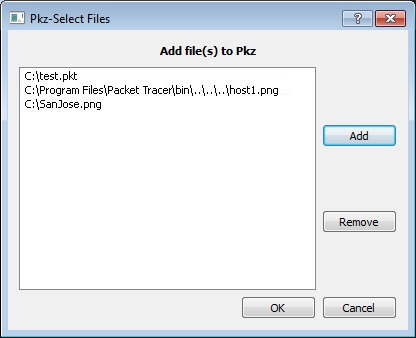 Pkz-Select Files
Add file(s) to Pkz
C:\test.pkt
C:\Program Files\Packet Tracer\bin\..\..\..\host1.png
C:\SanJose.png
Add
Remove
OK
Cancel